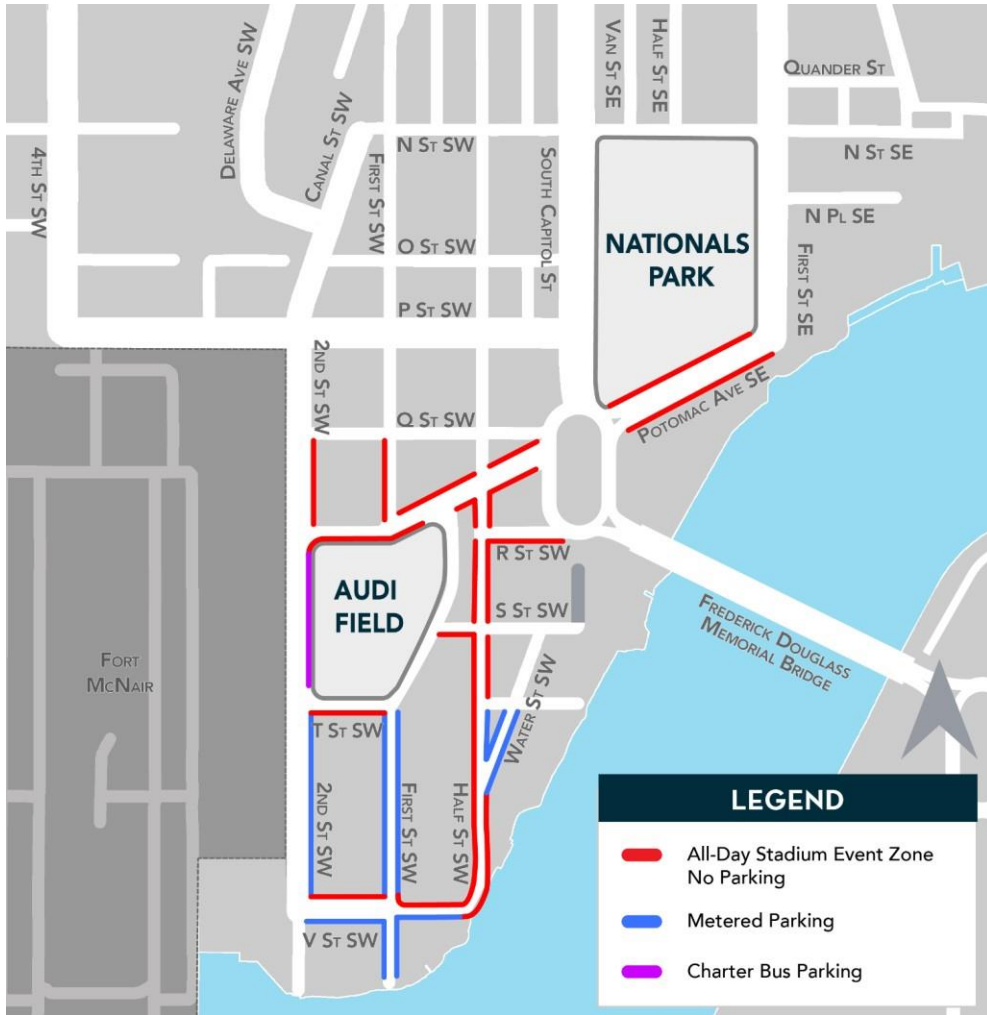 Delaware Ave SW
Canal St SW
Van St SE
Half St SE
Quander St
4th St SW
First St SW
N St SW
South Capitol St
N St SE
N Pl SE
O St SW
NATIONALS
PARK
First St SE
P St SW
2nd St SW
Q St SW
Potomac Ave SE
R St SW
AUDI
FIELD
S St SW
Frederick Douglass
Memorial Bridge
Fort
McNair
Water St SW
T St SW
2nd St SW
First St SW
Half St SW
V St SW
LEGEND
All-Day Stadium Event Zone
No Parking
Metered Parking
Charter Bus Parking